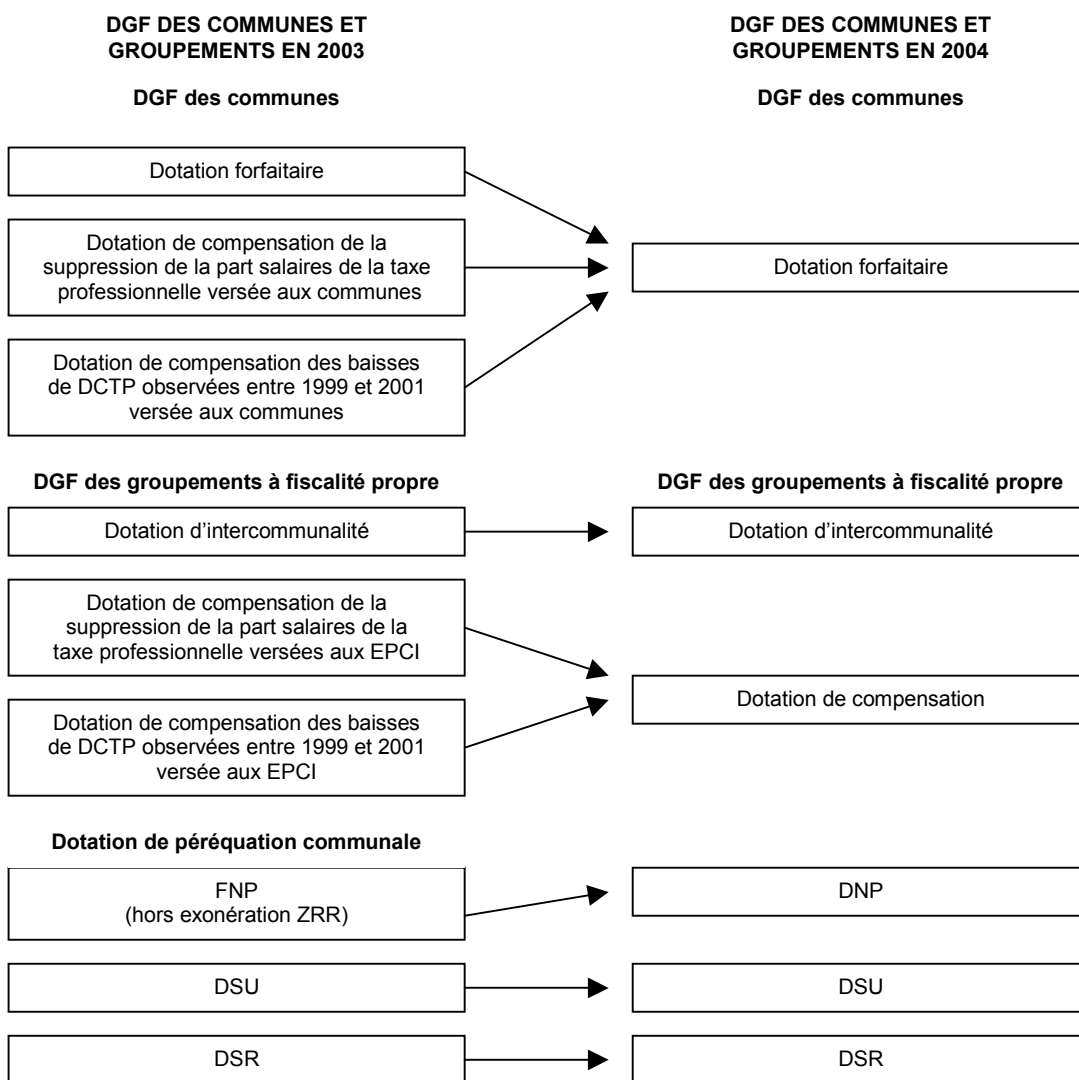 DGF DES COMMUNES ET
GROUPEMENTS EN 2003
DGF DES COMMUNES ET
GROUPEMENTS EN 2004
DGF des communes
DGF des communes
Dotation forfaitaire
Dotation de compensation de la
suppression de la part salaires de la taxe
professionnelle versée aux communes
Dotation forfaitaire
Dotation de compensation des baisses
de DCTP observées entre 1999 et 2001
versée aux communes
DGF des groupements à fiscalité propre
DGF des groupements à fiscalité propre
Dotation d’intercommunalité
Dotation d’intercommunalité
Dotation de compensation de la
suppression de la part salaires de la
taxe professionnelle versées aux EPCI
Dotation de compensation
Dotation de compensation des baisses
de DCTP observées entre 1999 et 2001
versée aux EPCI
Dotation de péréquation communale
FNP
(hors exonération ZRR)
DNP
DSU
DSU
DSR
DSR